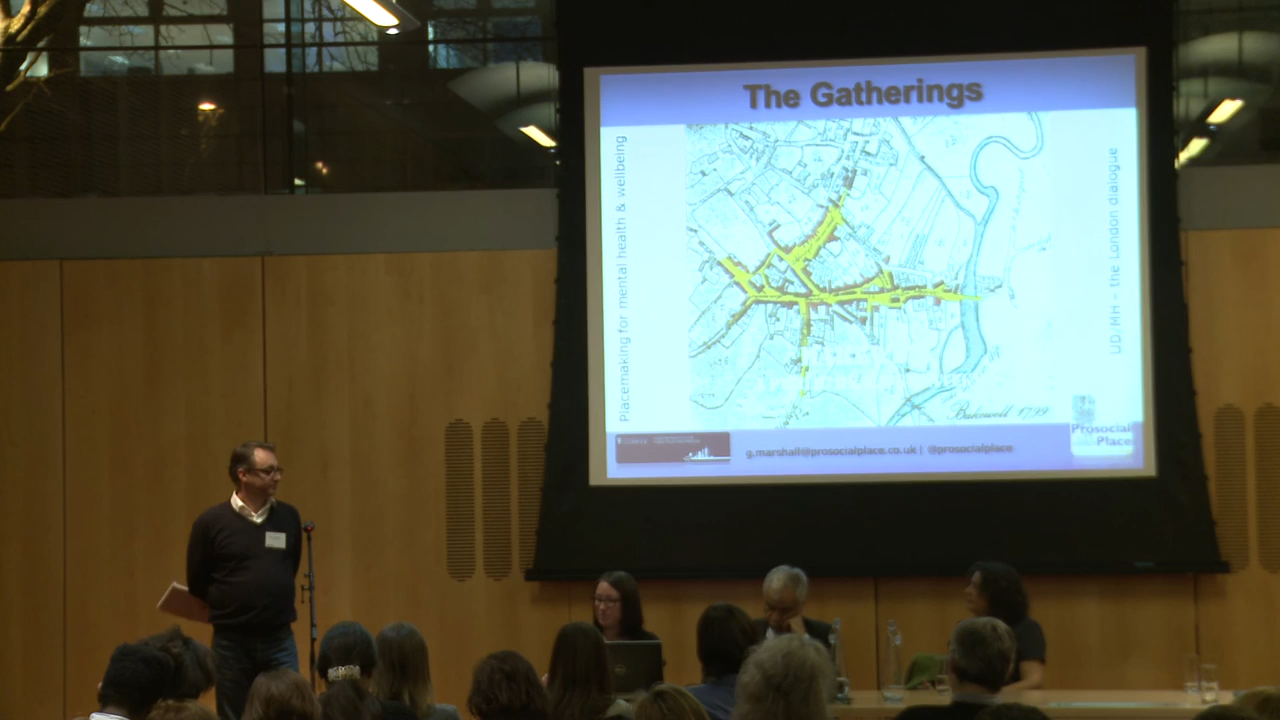 The Gatherings
Placemaking for mental health & wellbeing
UD/MH – the London dialogue
Bakewell 1799
g.marshall@prosocialplace.co.uk | @prosocialplace
Prosocial
Place
DELL